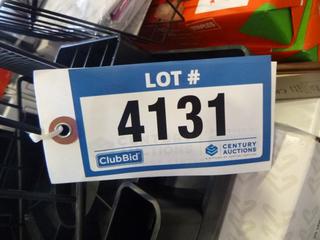 LOT #
4131
ClubBid
CENTURY
AUCTIONS